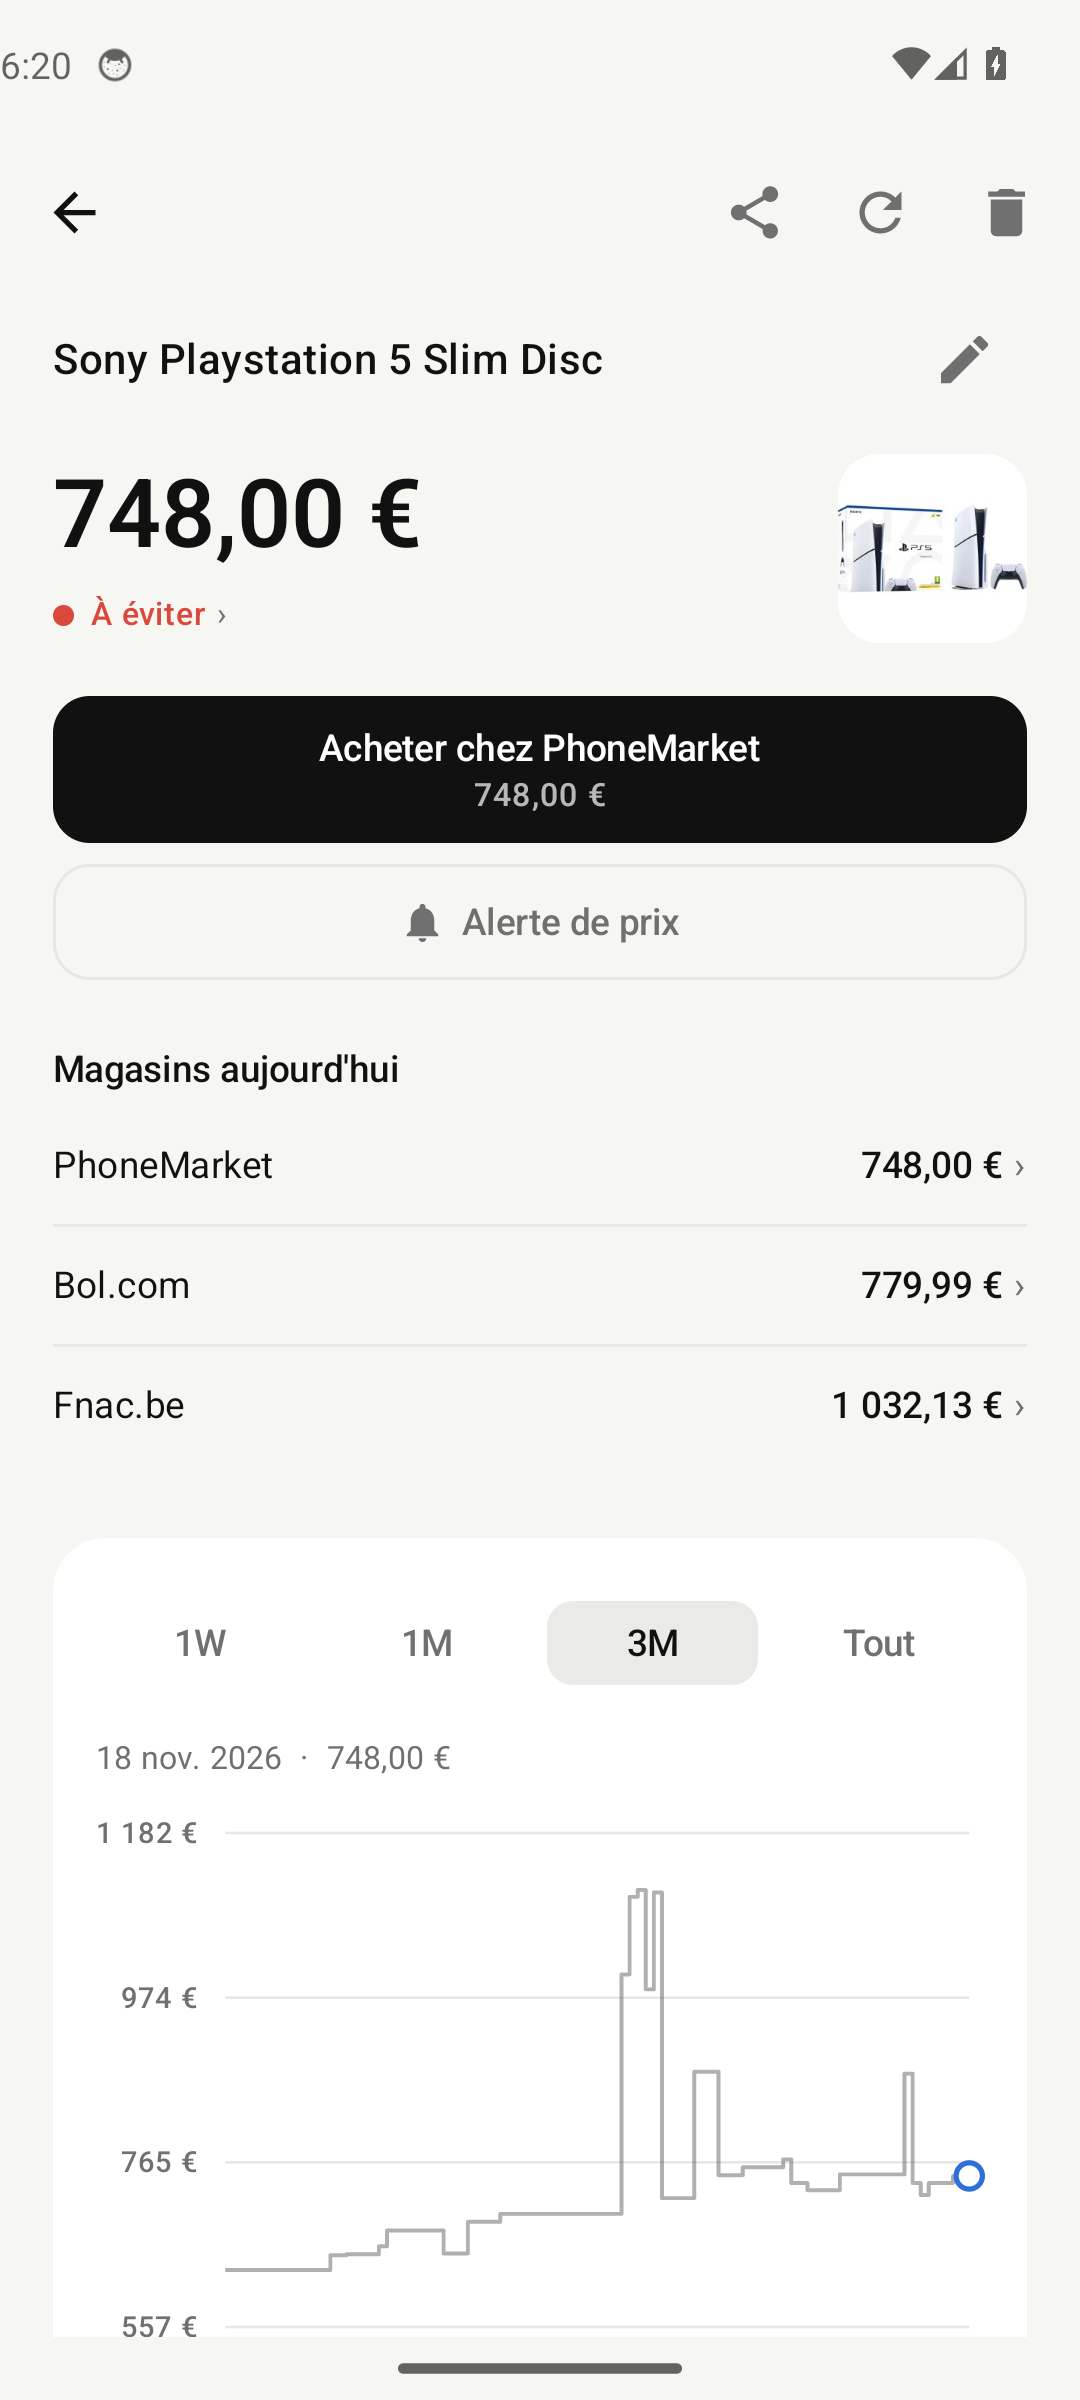 6:20
Sony Playstation 5 Slim Disc
748,00 €
À éviter ›
Acheter chez PhoneMarket
748,00 €
Alerte de prix
Magasins aujourd'hui
PhoneMarket 748,00 € ›
Bol.com 779,99 € ›
Fnac.be 1 032,13 € ›
1W 1M 3M Tout
18 nov. 2026 · 748,00 €
1 182 €
974 €
765 €
557 €